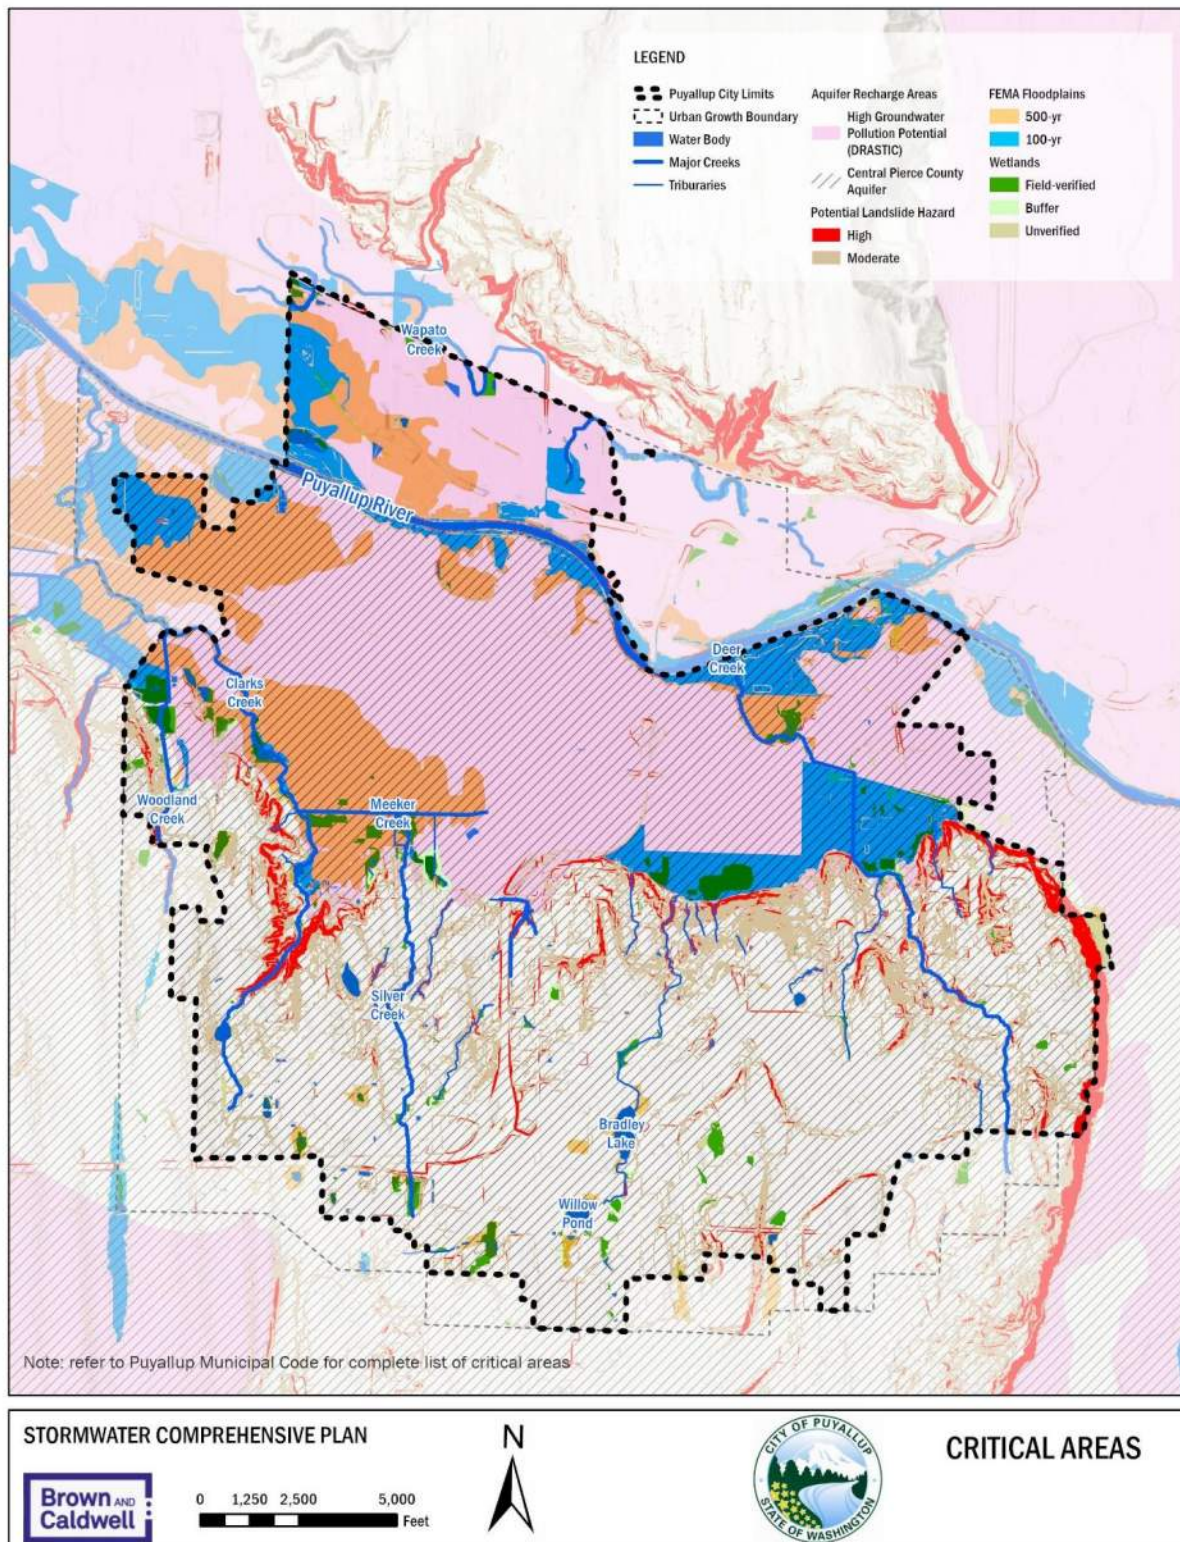 LEGEND
Puyallup City Limits
Urban Growth Boundary
Water Body
Major Creeks
Triburaries
Aquifer Recharge Areas
High Groundwater
Pollution Potential
(DRASTIC)
Central Pierce County
Aquifer
Potential Landslide Hazard
High
Moderate
FEMA Floodplains
500-yr
100-yr
Wetlands
Field-verified
Buffer
Unverified
Wapato
Creek
Puyallup River
Deer
Creek
Clarks
Creek
Woodland
Creek
Meeker
Creek
Silver
Creek
Bradley
Lake
Willow
Pond
Note: refer to Puyallup Municipal Code for complete list of critical areas
STORMWATER COMPREHENSIVE PLAN
Brown AND
Caldwell
0 1,250 2,500 5,000
Feet
N
CITY OF PUYALLUP
STATE OF WASHINGTON
CRITICAL AREAS